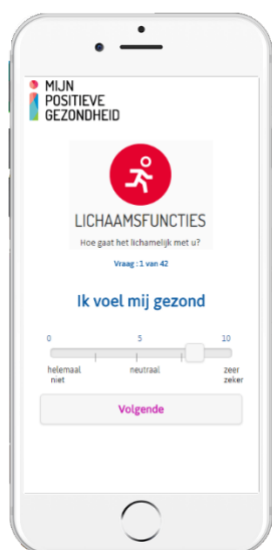 MIJN
POSITIEVE
GEZONDHEID
LICHAAMSFUNCTIES
Hoe gaat het lichamelijk met u?
Vraag : 1 van 42
Ik voel mij gezond
0 5 10
helemaal neutraal zeer
niet zeker
Volgende